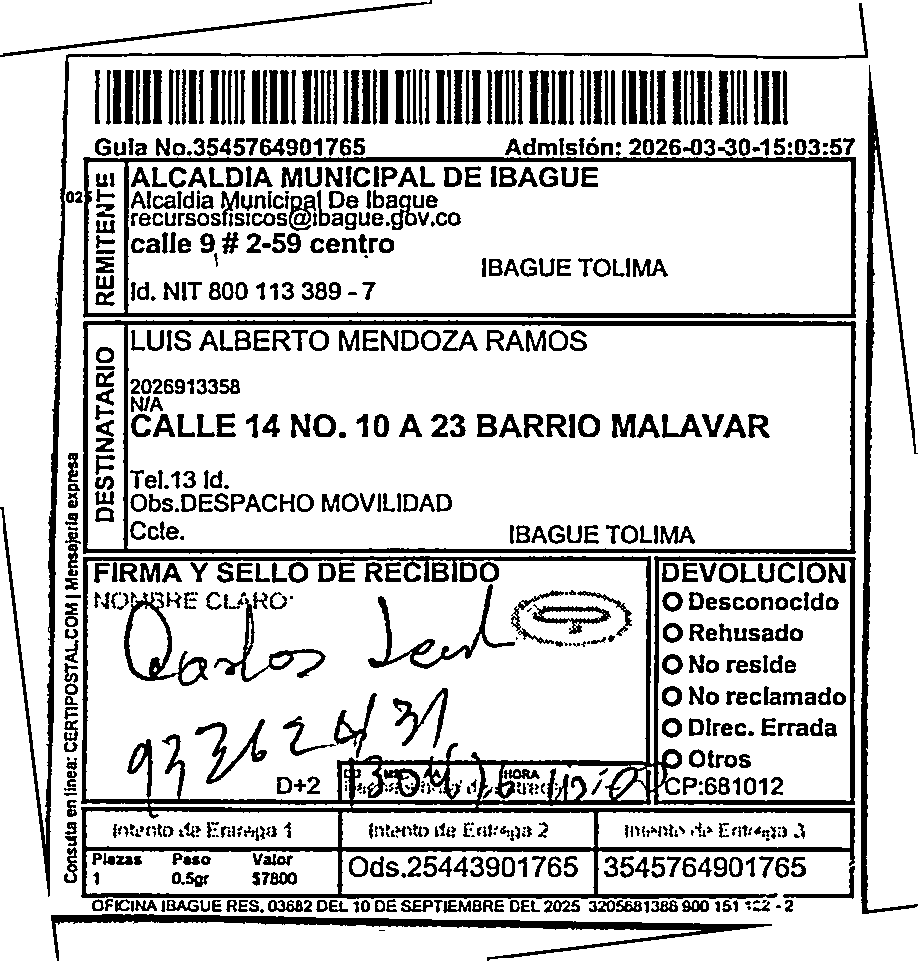 Guia No.3545764901765 Admisión: 2026-03-30-15:03:57
REMITENTE
ALCALDIA MUNICIPAL DE IBAGUE
Alcaldia Municipal De Ibague
recursosfisicos@ibague.gov.co
calle 9 # 2-59 centro
IBAGUE TOLIMA
Id. NIT 800 113 389 - 7
DESTINATARIO
LUIS ALBERTO MENDOZA RAMOS
2026913358
N/A
CALLE 14 NO. 10 A 23 BARRIO MALAVAR
Tel.13 Id.
Obs.DESPACHO MOVILIDAD
Ccte. IBAGUE TOLIMA
Consulta en línea: CERTIPOSTAL.COM | Mensajería expresa
FIRMA Y SELLO DE RECIBIDO
NOMBRE CLARO:
Carlos
93362431
D+2
HORA
DEVOLUCION
Desconocido
Rehusado
No reside
No reclamado
Direc. Errada
Otros
CP:681012
Intento de Entrega 1 Intento de Entrega 2 Intento de Entrega 3
Piezas Peso Valor
1 0.5gr $7800
Ods.25443901765 3545764901765
OFICINA IBAGUE RES. 03682 DEL 10 DE SEPTIEMBRE DEL 2025 3205681386 900 151 122 - 2